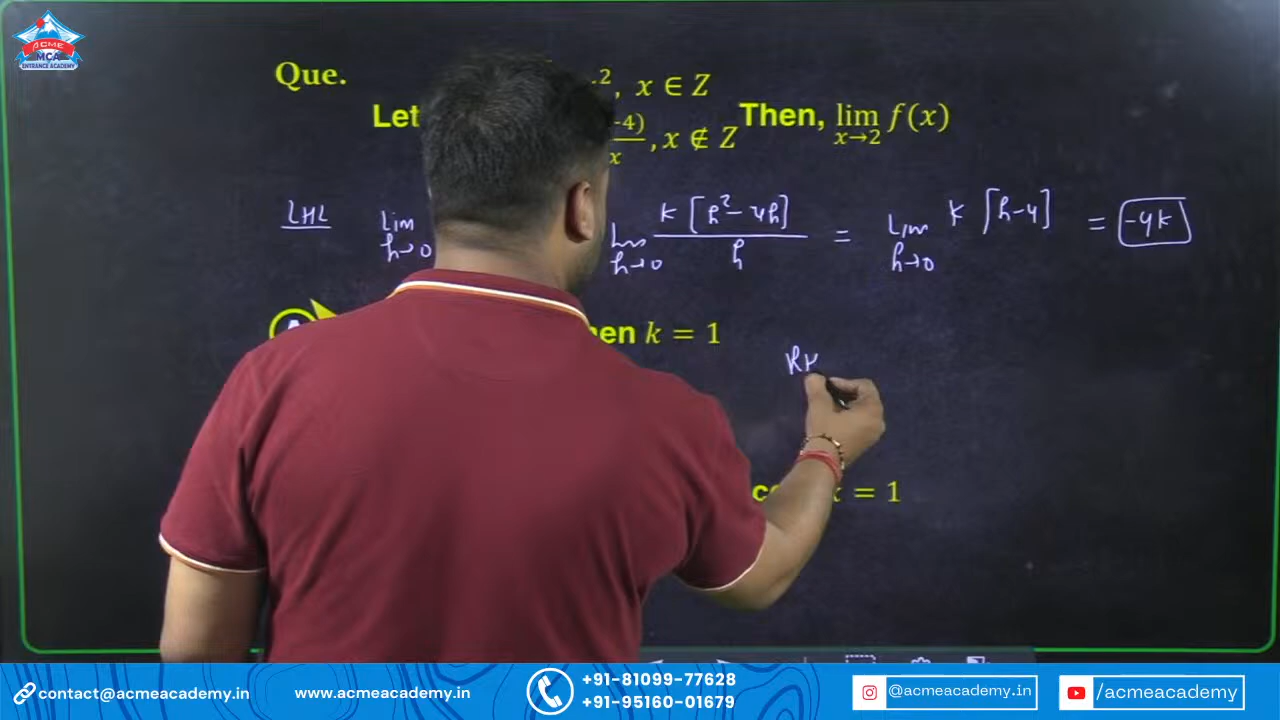 ACME
MCA
ENTRANCE ACADEMY
Que.
2, x ∈ Z
Let
-4)
x
, x ∉ Z
Then, lim f(x)
x→2
LHL
Lim
h→0
Lim
h→0
k [h² - 4h]
h
=
Lim
h→0
k [h-4]
= -4k
A
k = 1
RH
= 1
contact@acmeacademy.in
www.acmeacademy.in
+91-81099-77628
+91-95160-01679
@acmeacademy.in
/acmeacademy